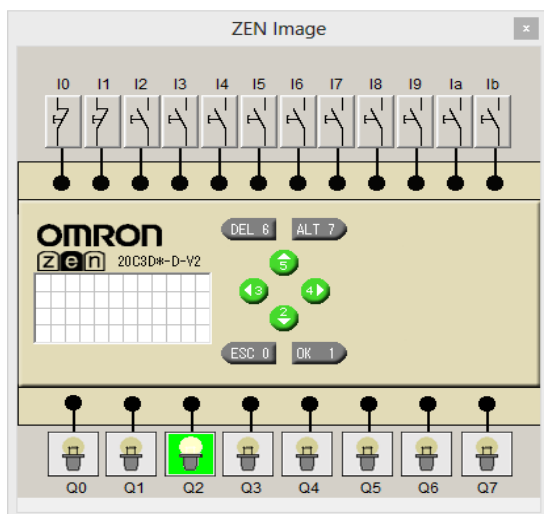 ZEN Image
x
I0 I1 I2 I3 I4 I5 I6 I7 I8 I9 Ia Ib
OMRON
zen 20C3D*-D-V2
DEL 6 ALT 7
5
3 4
2
ESC 0 OK 1
Q0 Q1 Q2 Q3 Q4 Q5 Q6 Q7